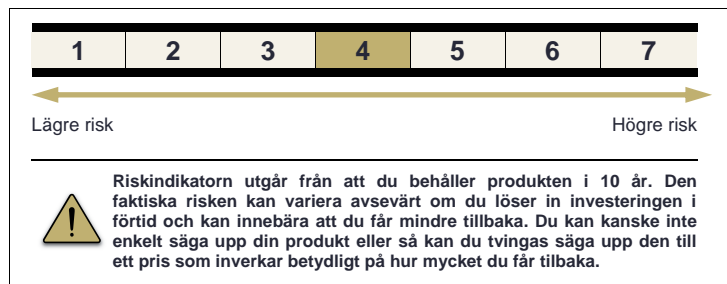 1 2 3 4 5 6 7
Lägre risk Högre risk
Riskindikatorn utgår från att du behåller produkten i 10 år. Den
faktiska risken kan variera avsevärt om du löser in investeringen i
förtid och kan innebära att du får mindre tillbaka. Du kan kanske inte
enkelt säga upp din produkt eller så kan du tvingas säga upp den till
ett pris som inverkar betydligt på hur mycket du får tilbaka.